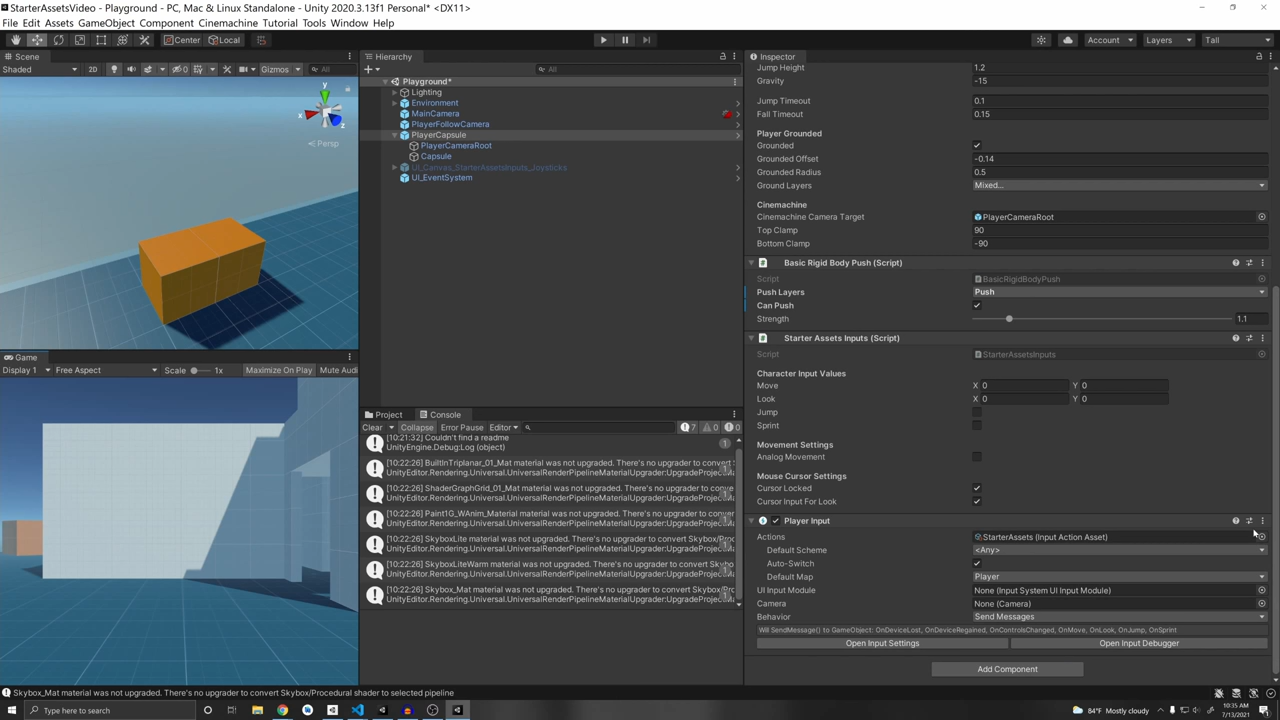 StarterAssetsVideo - Playground - PC, Mac & Linux Standalone - Unity 2020.3.13f1 Personal* <DX11>
File Edit Assets GameObject Component Cinemachine Tutorial Tools Window Help
Center Local Account Layers Tall
Scene
Shaded 2D 0 Gizmos All
y
x
z
Persp
Game
Display 1 Free Aspect Scale 1x Maximize On Play Mute Audi
Hierarchy
All
Playground*
Lighting
Environment
MainCamera
PlayerFollowCamera
PlayerCapsule
PlayerCameraRoot
Capsule
UI_Canvas_StarterAssetsInputs_Joysticks
UI_EventSystem
Project Console
Clear Collapse Error Pause Editor 7 0 0
[10:21:32] Couldn't find a readme
UnityEngine.Debug:Log (object)
1
[10:22:26] BuiltInTriplanar_01_Mat material was not upgraded. There's no upgrader to convert
UnityEditor.Rendering.Universal.UniversalRenderPipelineMaterialUpgrader:UpgradeProjec
[10:22:26] ShaderGraphGrid_01_Mat material was not upgraded. There's no upgrader to convert
UnityEditor.Rendering.Universal.UniversalRenderPipelineMaterialUpgrader:UpgradeProjec
[10:22:26] Paint1G_WAnim_Material material was not upgraded. There's no upgrader to conver
UnityEditor.Rendering.Universal.UniversalRenderPipelineMaterialUpgrader:UpgradeProjec
[10:22:26] SkyboxLite material was not upgraded. There's no upgrader to convert Skybox/Pro
UnityEditor.Rendering.Universal.UniversalRenderPipelineMaterialUpgrader:UpgradeProjec
[10:22:26] SkyboxLiteWarm material was not upgraded. There's no upgrader to convert Skybo
UnityEditor.Rendering.Universal.UniversalRenderPipelineMaterialUpgrader:UpgradeProjec
[10:22:26] Skybox_Mat material was not upgraded. There's no upgrader to convert Skybox/Pr
UnityEditor.Rendering.Universal.UniversalRenderPipelineMaterialUpgrader:UpgradeProjec
Inspector
Jump Height 1.2
Gravity -15
Jump Timeout 0.1
Fall Timeout 0.15
Player Grounded
Grounded
Grounded Offset -0.14
Grounded Radius 0.5
Ground Layers Mixed...
Cinemachine
Cinemachine Camera Target PlayerCameraRoot
Top Clamp 90
Bottom Clamp -90
Basic Rigid Body Push (Script)
Script BasicRigidBodyPush
Push Layers Push
Can Push
Strength 1.1
Starter Assets Inputs (Script)
Script StarterAssetsInputs
Character Input Values
Move X 0 Y 0
Look X 0 Y 0
Jump
Sprint
Movement Settings
Analog Movement
Mouse Cursor Settings
Cursor Locked
Cursor Input For Look
Player Input
Actions StarterAssets (Input Action Asset)
Default Scheme <Any>
Auto-Switch
Default Map Player
UI Input Module None (Input System UI Input Module)
Camera None (Camera)
Behavior Send Messages
Will SendMessage() to GameObject: OnDeviceLost, OnDeviceRegained, OnControlsChanged, OnMove, OnLook, OnJump, OnSprint
Open Input Settings Open Input Debugger
Add Component
Skybox_Mat material was not upgraded. There's no upgrader to convert Skybox/Procedural shader to selected pipeline
Type here to search
84°F Mostly cloudy
10:35 AM
7/13/2021